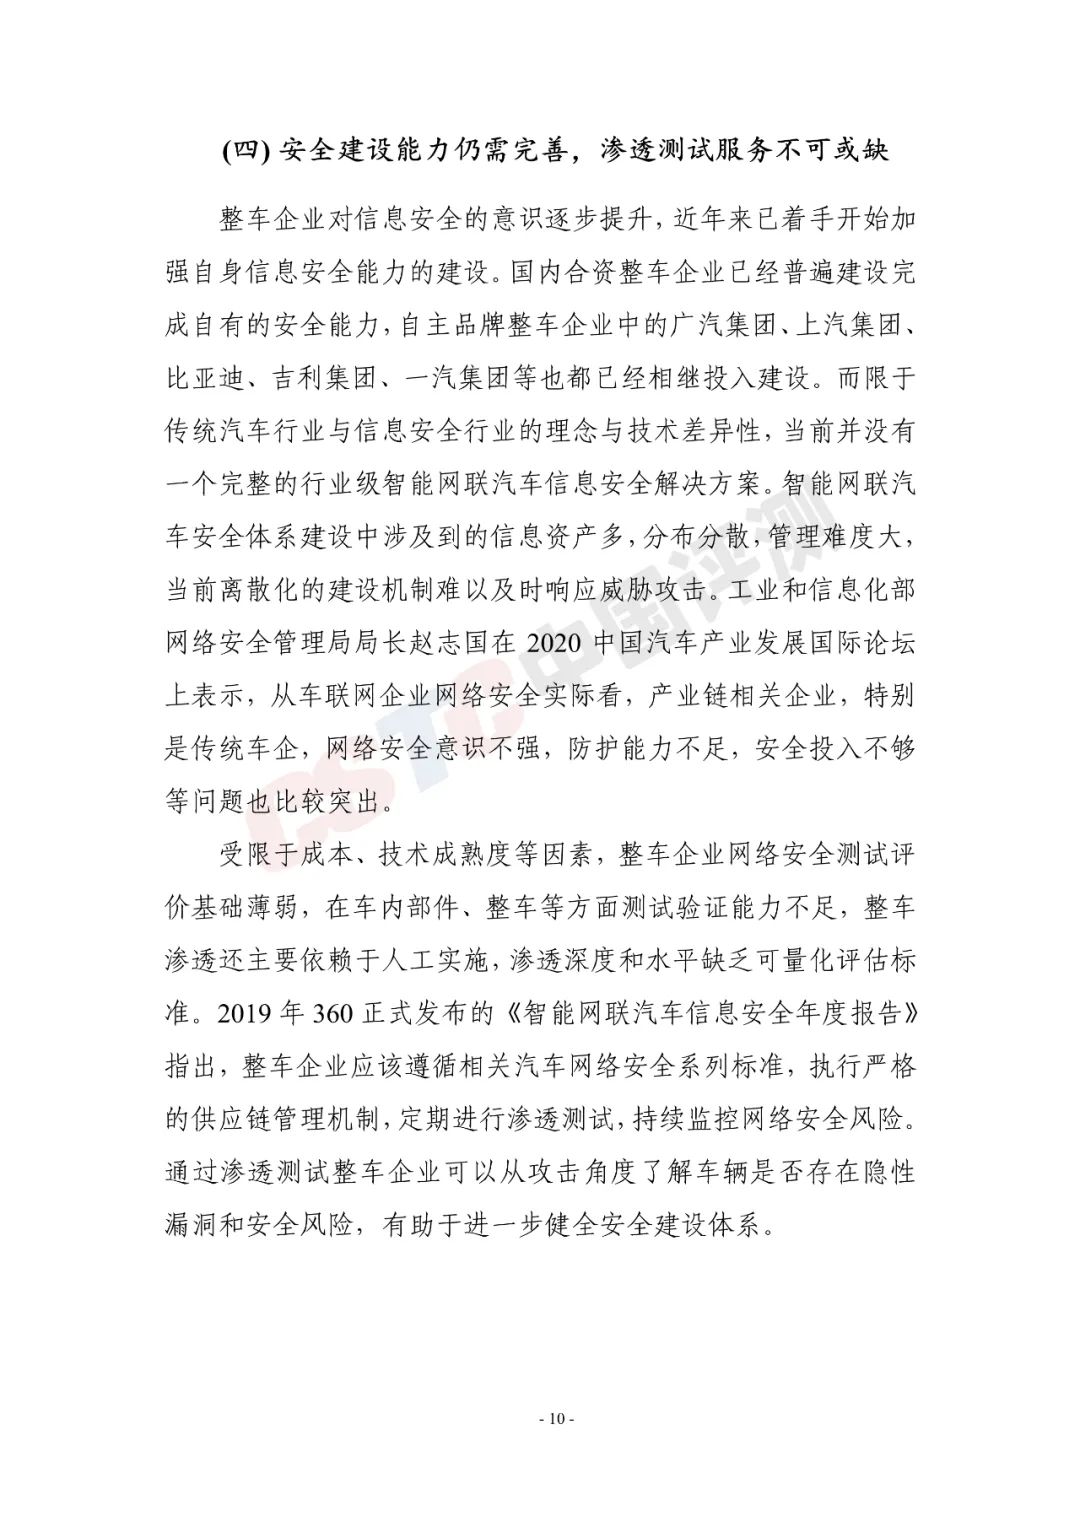 (四) 安全建设能力仍需完善，渗透测试服务不可或缺
整车企业对信息安全的意识逐步提升，近年来已着手开始加
强自身信息安全能力的建设。国内合资整车企业已经普遍建设完
成自有的安全能力，自主品牌整车企业中的广汽集团、上汽集团、
比亚迪、吉利集团、一汽集团等也都已经相继投入建设。而限于
传统汽车行业与信息安全行业的理念与技术差异性，当前并没有
一个完整的行业级智能网联汽车信息安全解决方案。智能网联汽
车安全体系建设中涉及到的信息资产多，分布分散，管理难度大，
当前离散化的建设机制难以及时响应威胁攻击。工业和信息化部
网络安全管理局局长赵志国在 2020 中国汽车产业发展国际论坛
上表示，从车联网企业网络安全实际看，产业链相关企业，特别
是传统车企，网络安全意识不强，防护能力不足，安全投入不够
等问题也比较突出。
受限于成本、技术成熟度等因素，整车企业网络安全测试评
价基础薄弱，在车内部件、整车等方面测试验证能力不足，整车
渗透还主要依赖于人工实施，渗透深度和水平缺乏可量化评估标
准。2019 年 360 正式发布的《智能网联汽车信息安全年度报告》
指出，整车企业应该遵循相关汽车网络安全系列标准，执行严格
的供应链管理机制，定期进行渗透测试，持续监控网络安全风险。
通过渗透测试整车企业可以从攻击角度了解车辆是否存在隐性
漏洞和安全风险，有助于进一步健全安全建设体系。
CSTC中国评测
- 10 -